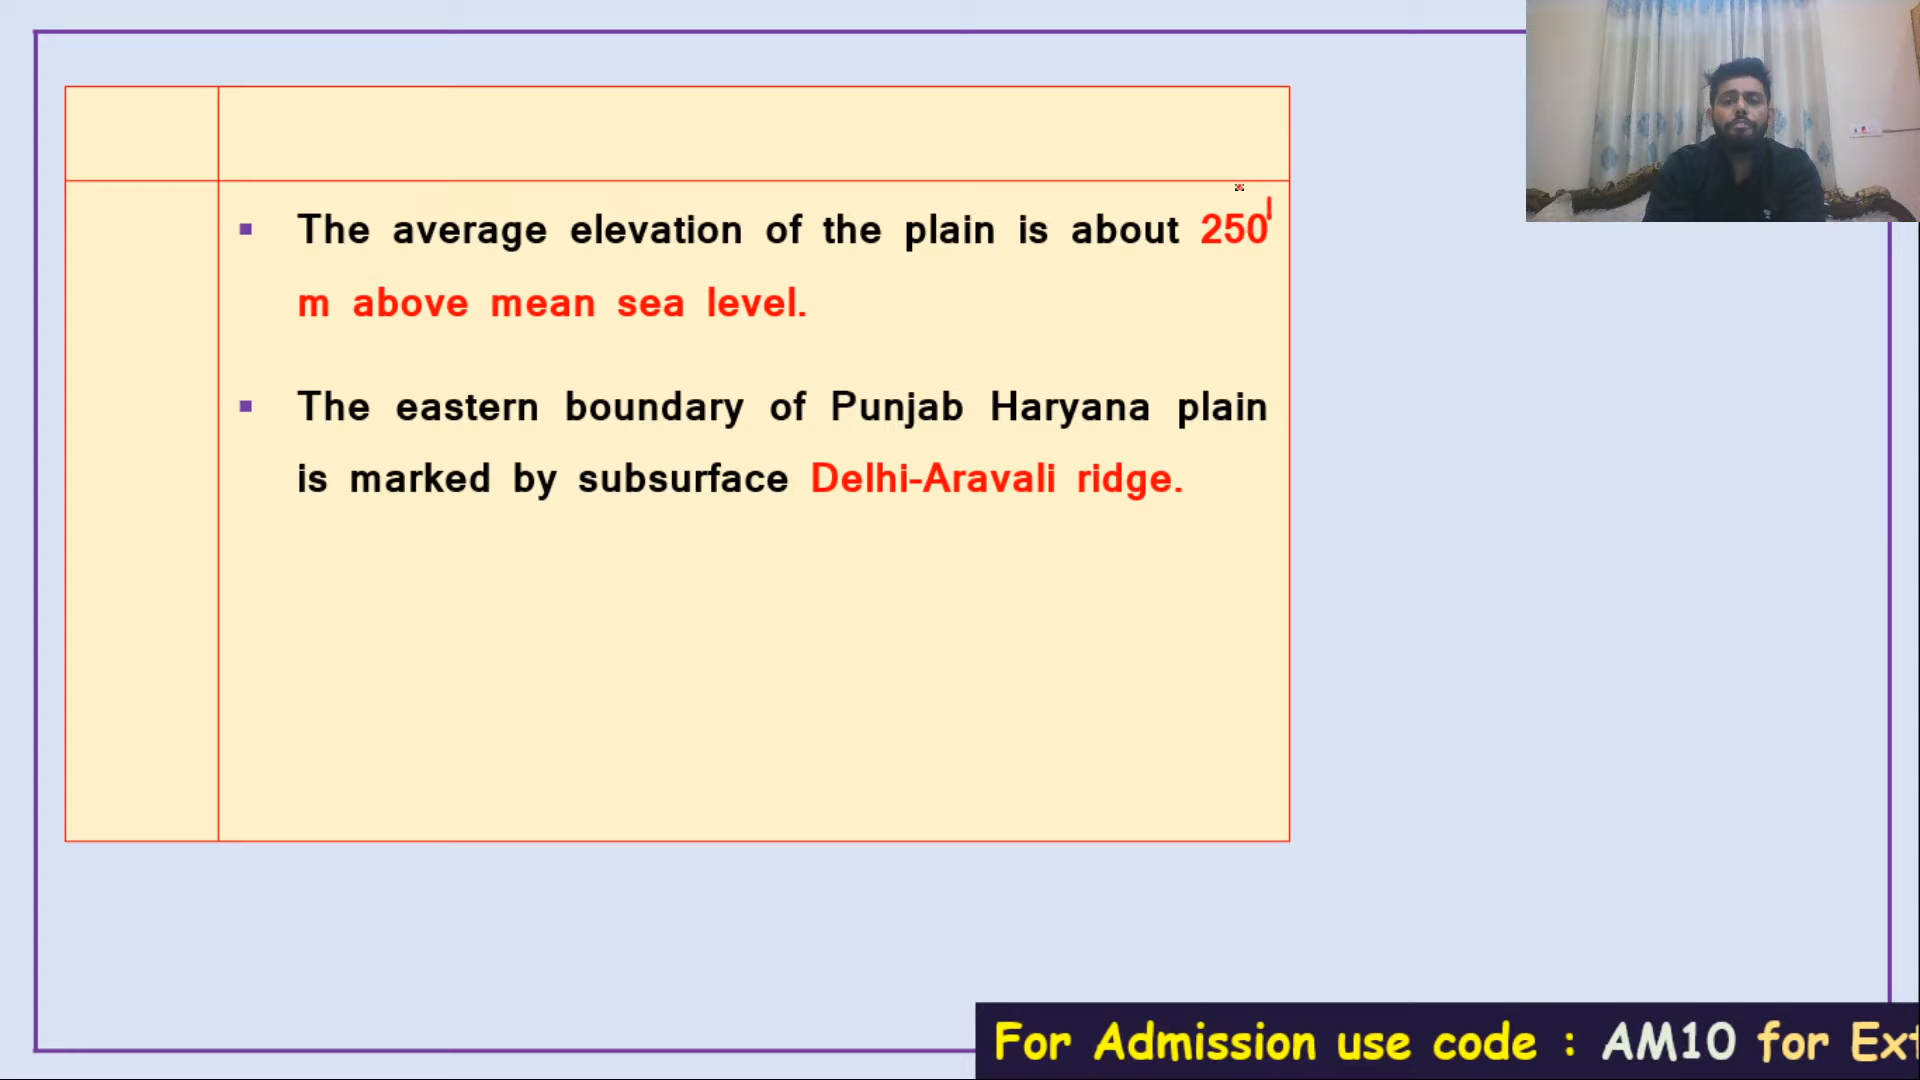 The average elevation of the plain is about 250
m above mean sea level.
The eastern boundary of Punjab Haryana plain
is marked by subsurface Delhi-Aravali ridge.
For Admission use code : AM10 for Ext